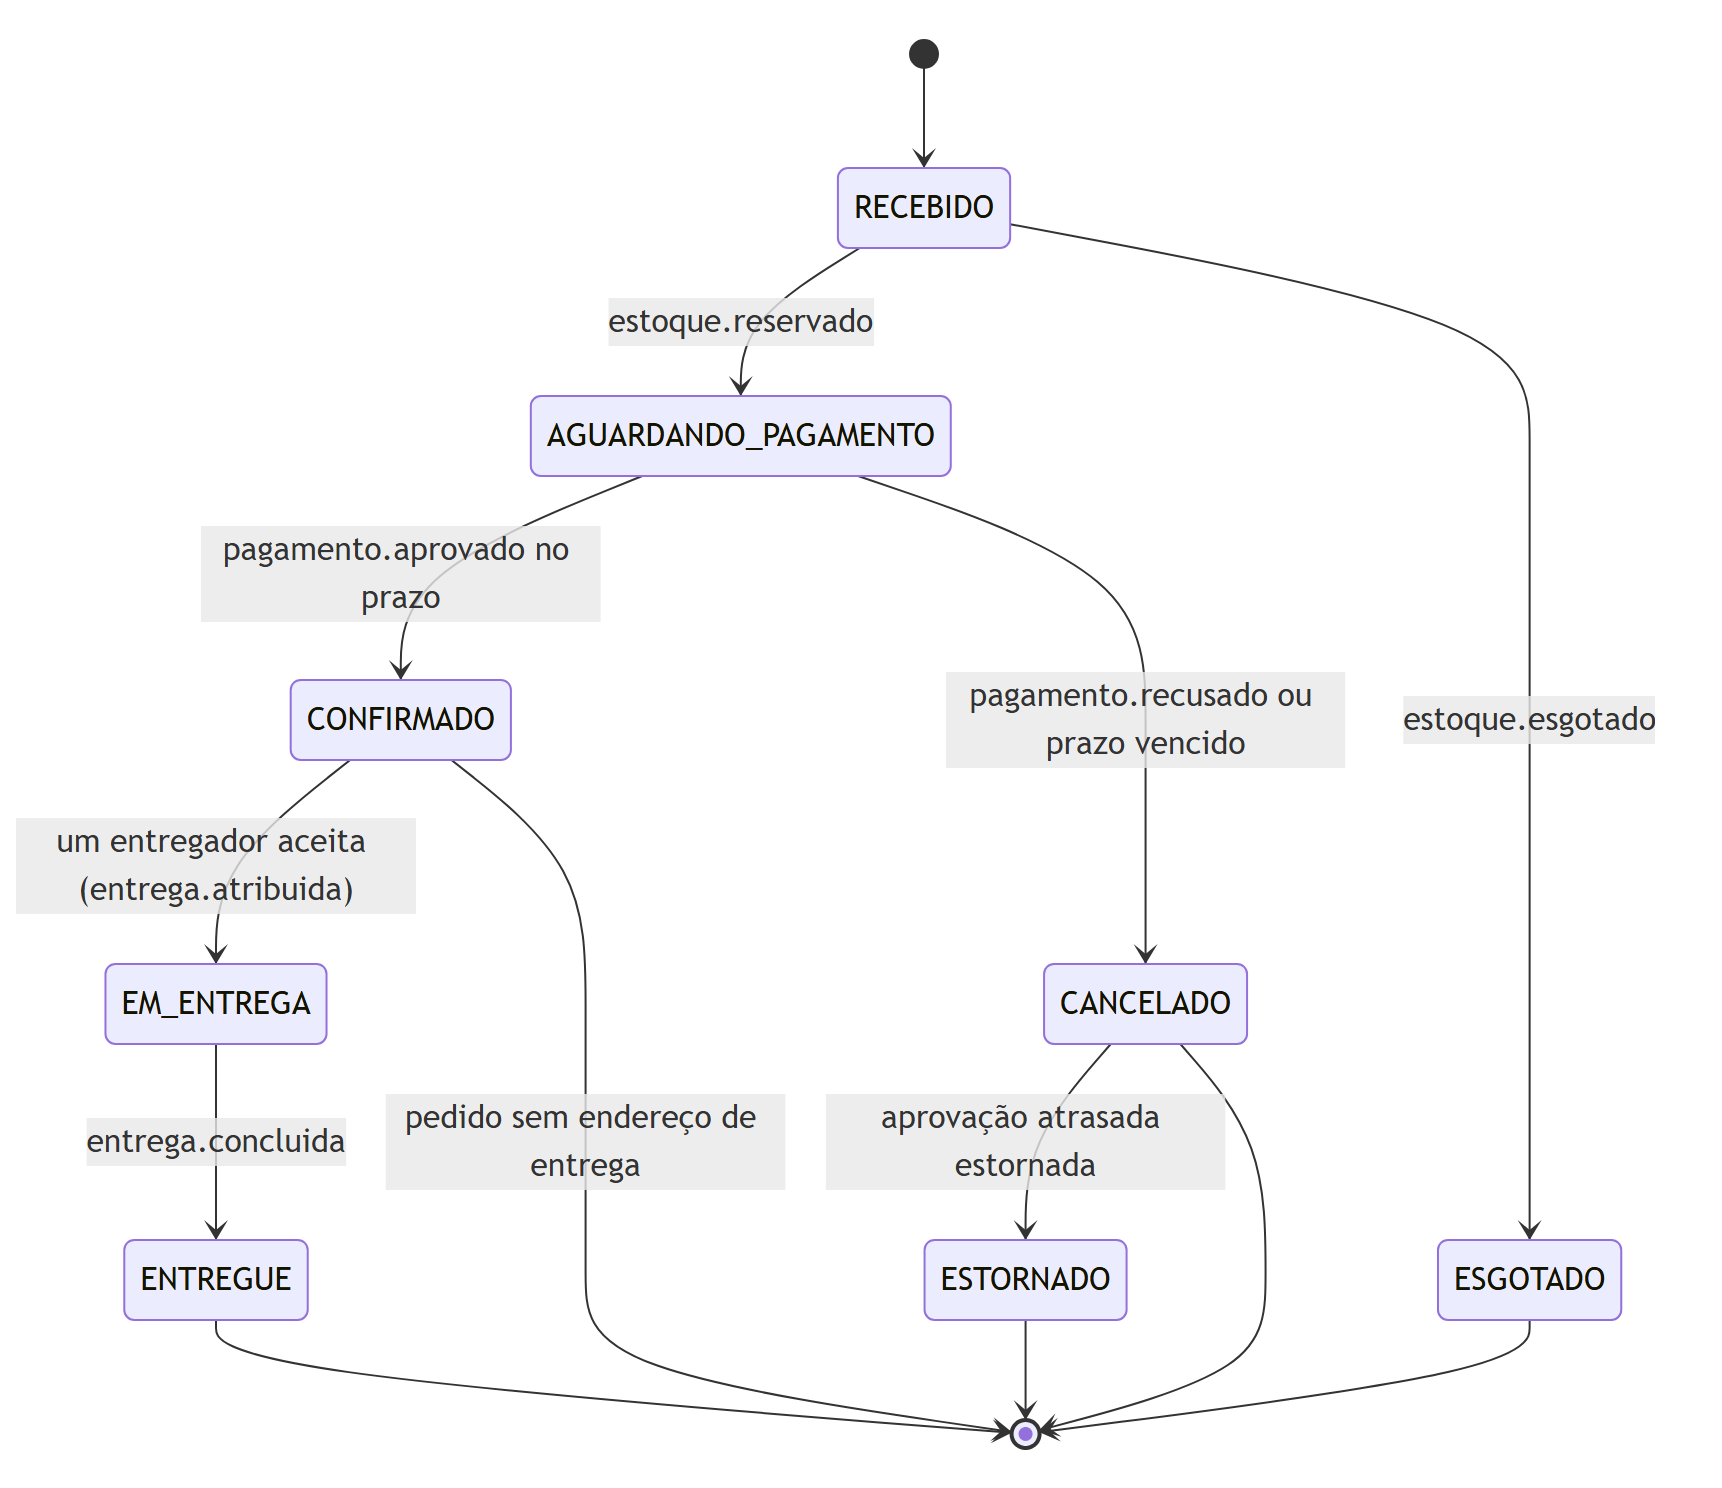 RECEBIDO
estoque.reservado
AGUARDANDO_PAGAMENTO
pagamento.aprovado no
prazo
CONFIRMADO
pagamento.recusado ou
prazo vencido
estoque.esgotado
um entregador aceita
(entrega.atribuida)
EM_ENTREGA
CANCELADO
entrega.concluida
pedido sem endereço de
entrega
aprovação atrasada
estornada
ENTREGUE
ESTORNADO
ESGOTADO